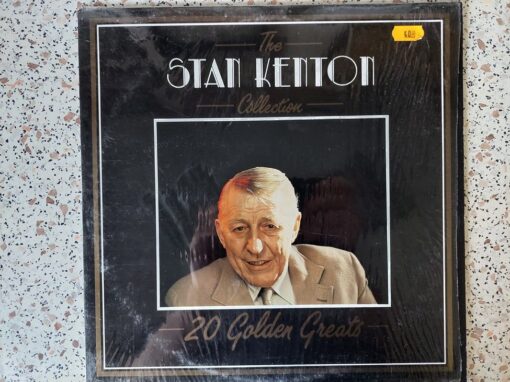 The
STAN KENTON
Collection
20 Golden Greats